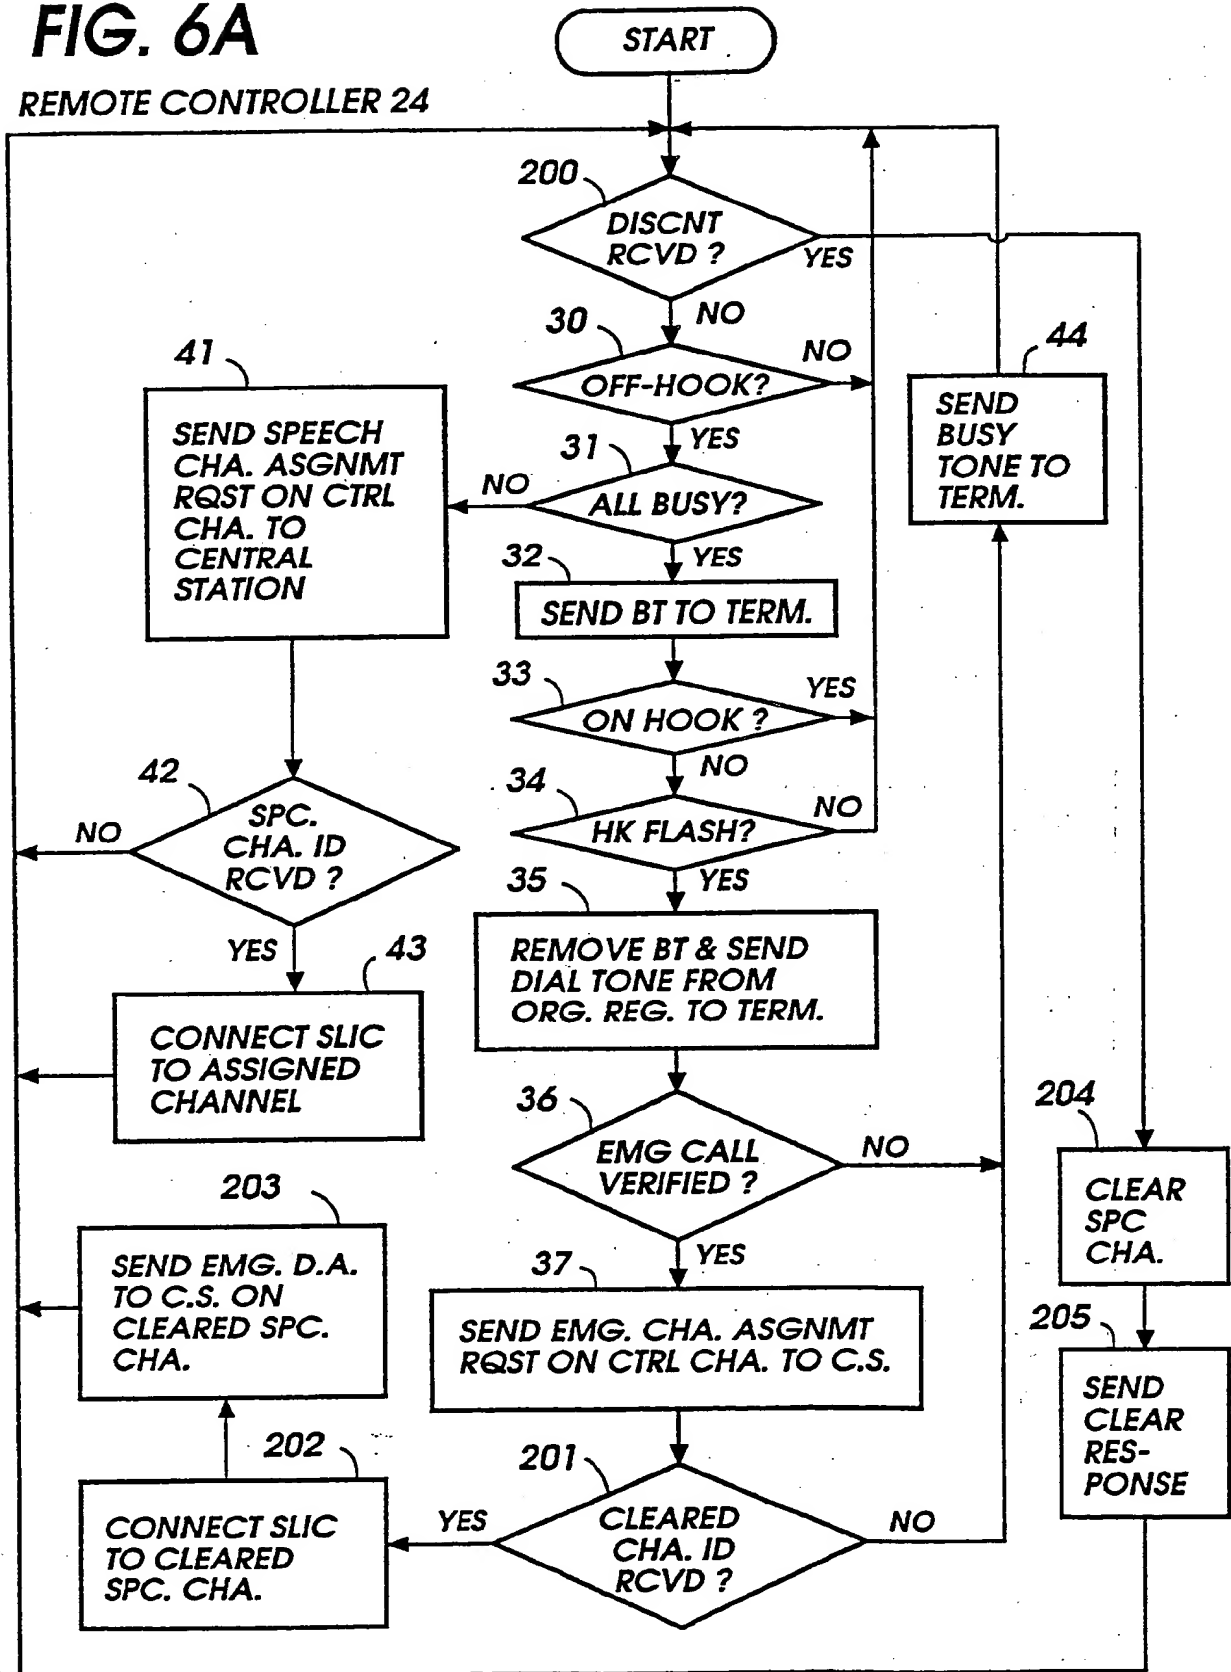 FIG. 6A
START
REMOTE CONTROLLER 24
200
DISCNT
RCVD ?
YES
NO
30
OFF-HOOK?
NO
YES
41
SEND SPEECH
CHA. ASGNMT
RQST ON CTRL
CHA. TO
CENTRAL
STATION
31
ALL BUSY?
NO
YES
44
SEND
BUSY
TONE TO
TERM.
32
SEND BT TO TERM.
33
ON HOOK ?
YES
NO
34
HK FLASH?
NO
YES
42
SPC.
CHA. ID
RCVD ?
NO
YES
43
CONNECT SLIC
TO ASSIGNED
CHANNEL
35
REMOVE BT & SEND
DIAL TONE FROM
ORG. REG. TO TERM.
36
EMG CALL
VERIFIED ?
NO
YES
204
CLEAR
SPC
CHA.
203
SEND EMG. D.A.
TO C.S. ON
CLEARED SPC.
CHA.
37
SEND EMG. CHA. ASGNMT
RQST ON CTRL CHA. TO C.S.
205
SEND
CLEAR
RES-
PONSE
202
CONNECT SLIC
TO CLEARED
SPC. CHA.
201
CLEARED
CHA. ID
RCVD ?
YES
NO